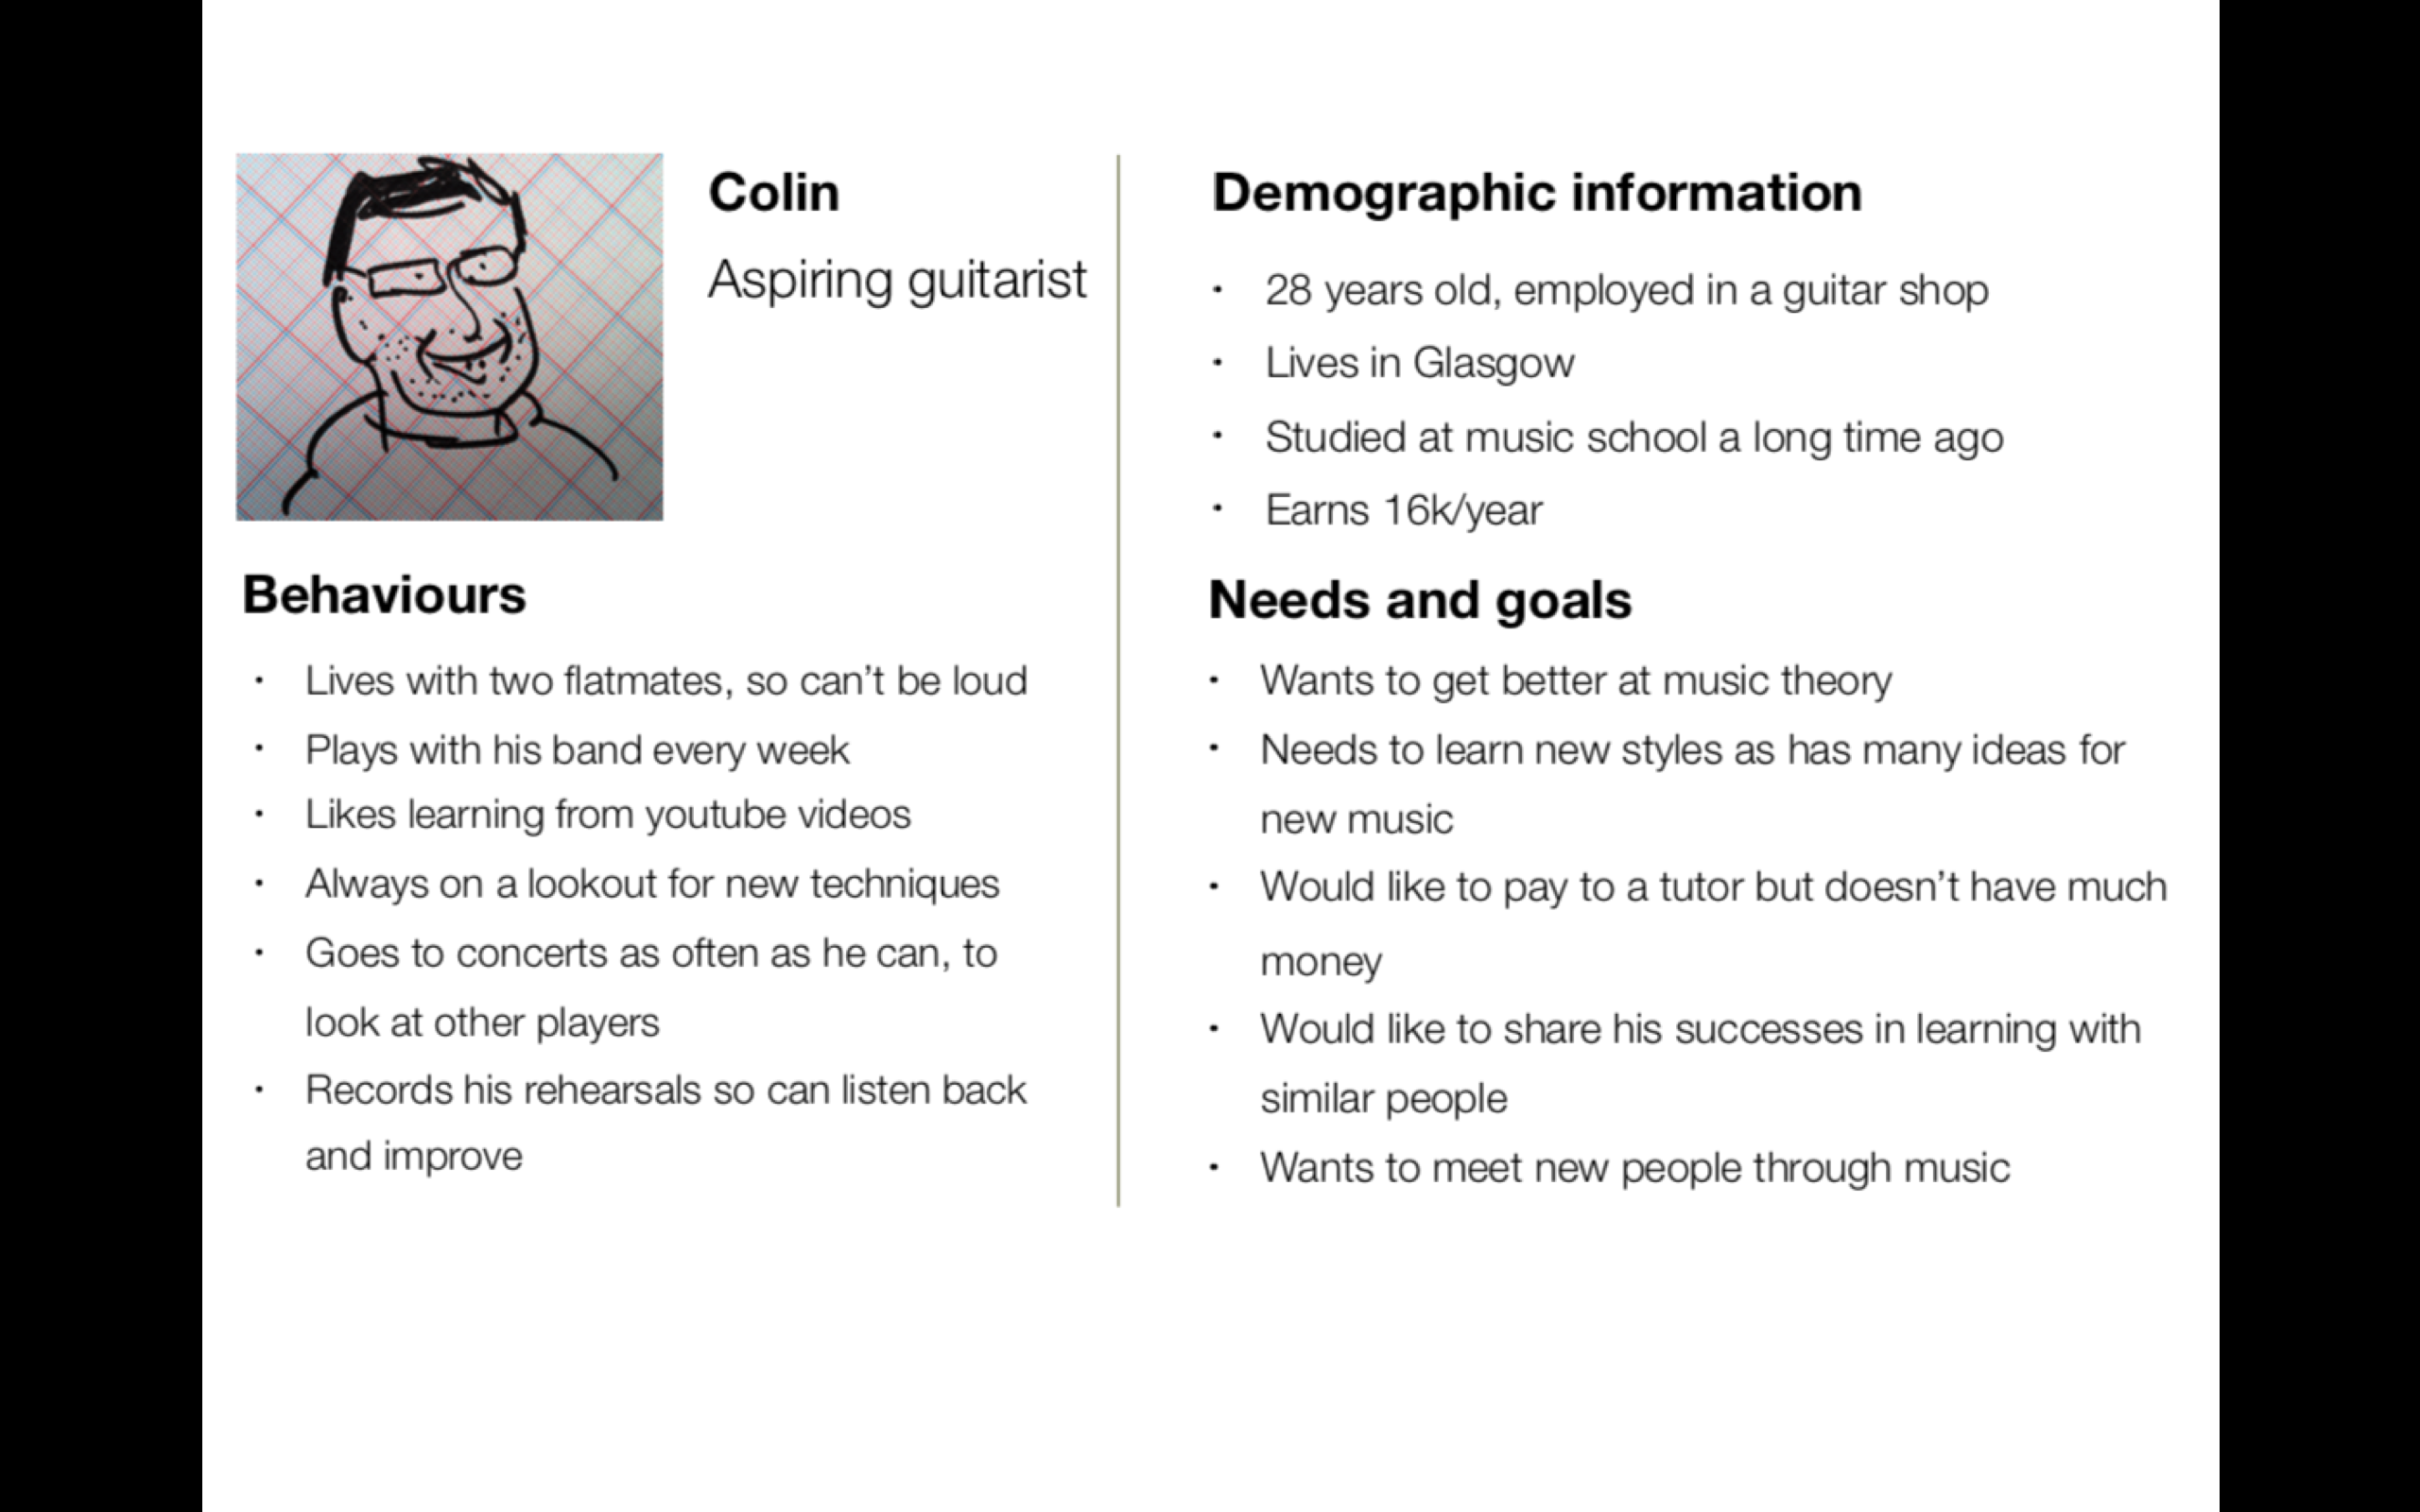 Colin
Aspiring guitarist
Behaviours
· Lives with two flatmates, so can't be loud
· Plays with his band every week
· Likes learning from youtube videos
· Always on a lookout for new techniques
· Goes to concerts as often as he can, to
look at other players
· Records his rehearsals so can listen back
and improve
Demographic information
· 28 years old, employed in a guitar shop
· Lives in Glasgow
· Studied at music school a long time ago
· Earns 16k/year
Needs and goals
· Wants to get better at music theory
· Needs to learn new styles as has many ideas for
new music
· Would like to pay to a tutor but doesn't have much
money
· Would like to share his successes in learning with
similar people
· Wants to meet new people through music